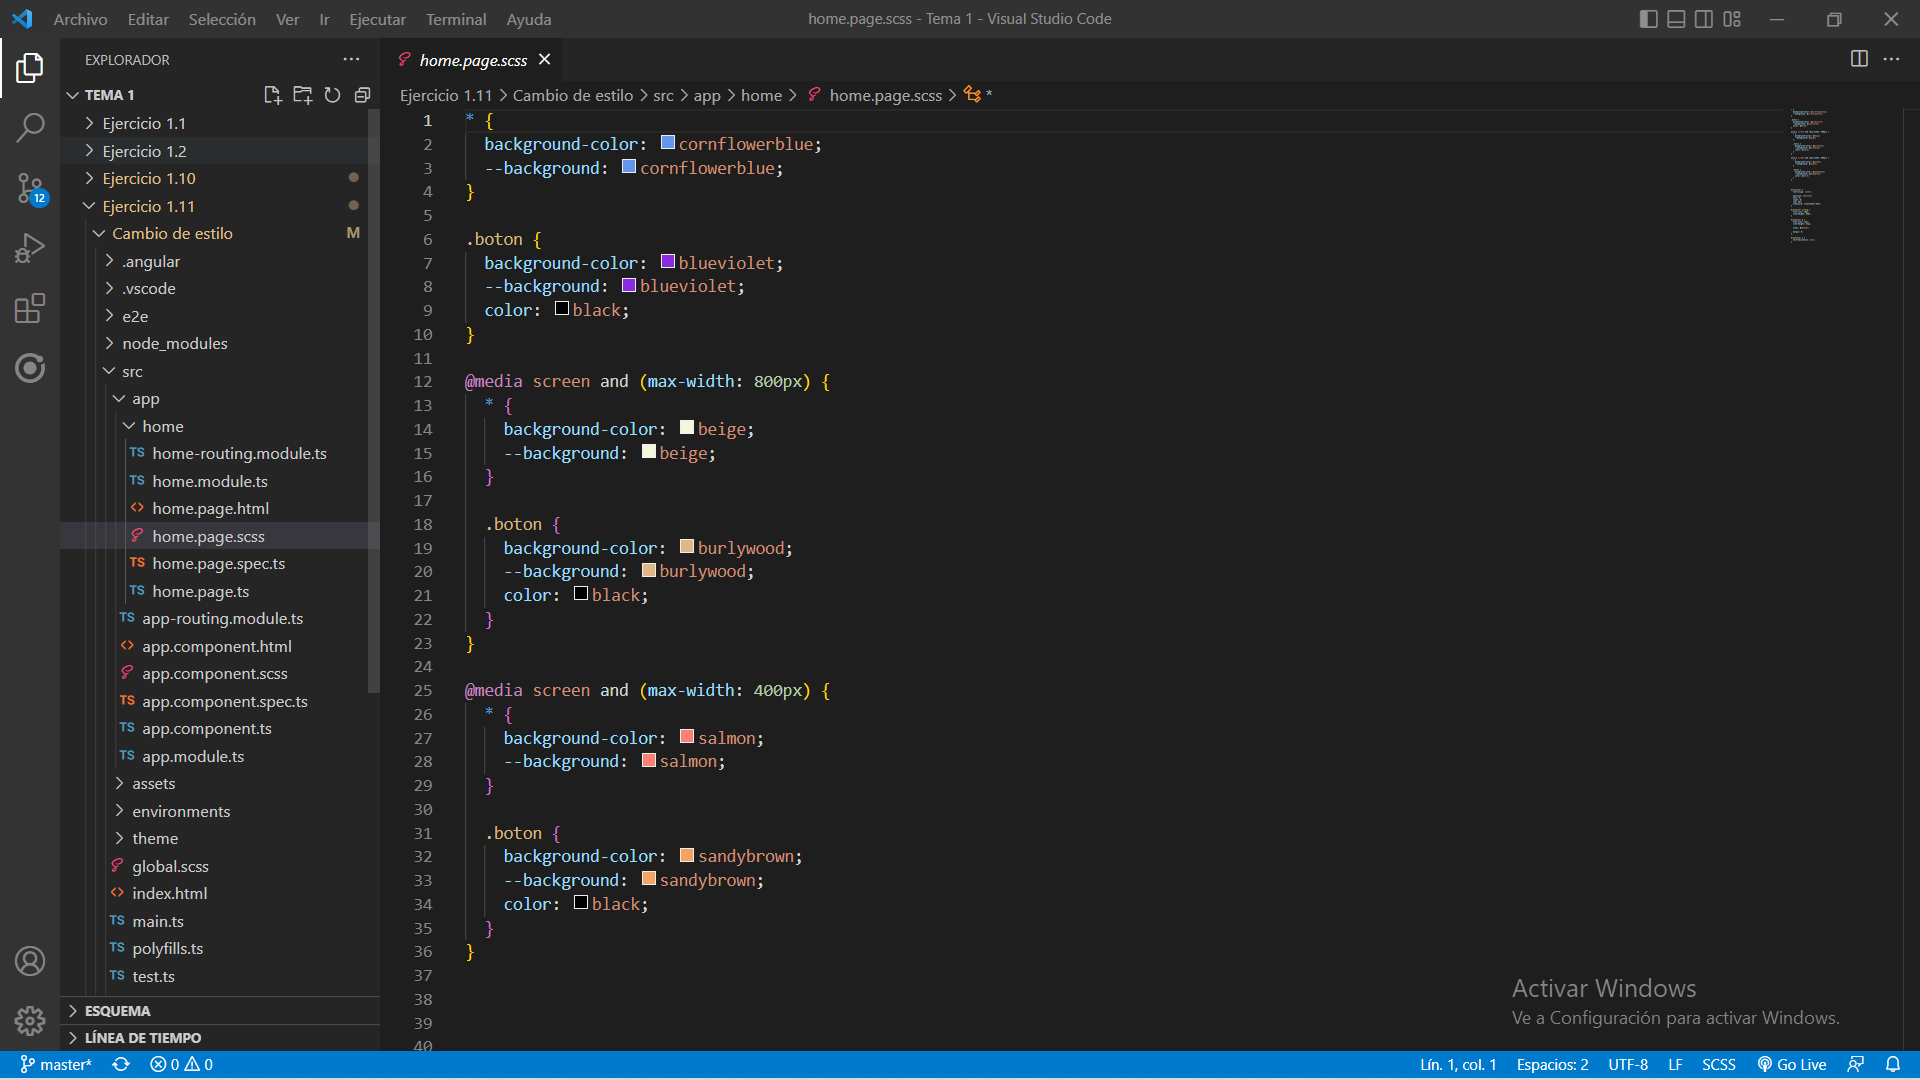 Archivo Editar Selección Ver Ir Ejecutar Terminal Ayuda
home.page.scss - Tema 1 - Visual Studio Code
EXPLORADOR
TEMA 1
Ejercicio 1.1
Ejercicio 1.2
Ejercicio 1.10
Ejercicio 1.11
Cambio de estilo M
.angular
.vscode
e2e
node_modules
src
app
home
TS home-routing.module.ts
TS home.module.ts
<> home.page.html
home.page.scss
TS home.page.spec.ts
TS home.page.ts
TS app-routing.module.ts
<> app.component.html
app.component.scss
TS app.component.spec.ts
TS app.component.ts
TS app.module.ts
assets
environments
theme
global.scss
<> index.html
TS main.ts
TS polyfills.ts
TS test.ts
ESQUEMA
LÍNEA DE TIEMPO
12
home.page.scss
Ejercicio 1.11 > Cambio de estilo > src > app > home > home.page.scss > *
1 * {
2 background-color: cornflowerblue;
3 --background: cornflowerblue;
4 }
5
6 .boton {
7 background-color: blueviolet;
8 --background: blueviolet;
9 color: black;
10 }
11
12 @media screen and (max-width: 800px) {
13 * {
14 background-color: beige;
15 --background: beige;
16 }
17
18 .boton {
19 background-color: burlywood;
20 --background: burlywood;
21 color: black;
22 }
23 }
24
25 @media screen and (max-width: 400px) {
26 * {
27 background-color: salmon;
28 --background: salmon;
29 }
30
31 .boton {
32 background-color: sandybrown;
33 --background: sandybrown;
34 color: black;
35 }
36 }
37
38
39
40
Activar Windows
Ve a Configuración para activar Windows.
master* 0 0
Lín. 1, col. 1 Espacios: 2 UTF-8 LF SCSS Go Live